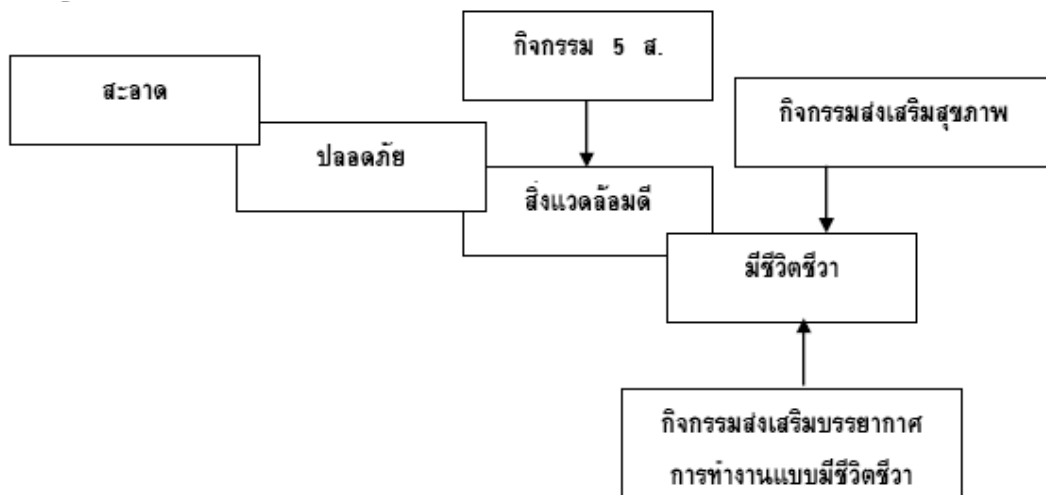 กิจกรรม 5 ส.
สะอาด
กิจกรรมส่งเสริมสุขภาพ
ปลอดภัย
สิ่งแวดล้อมดี
มีชีวิตชีวา
กิจกรรมส่งเสริมบรรยากาศ
การทำงานแบบมีชีวิตชีวา